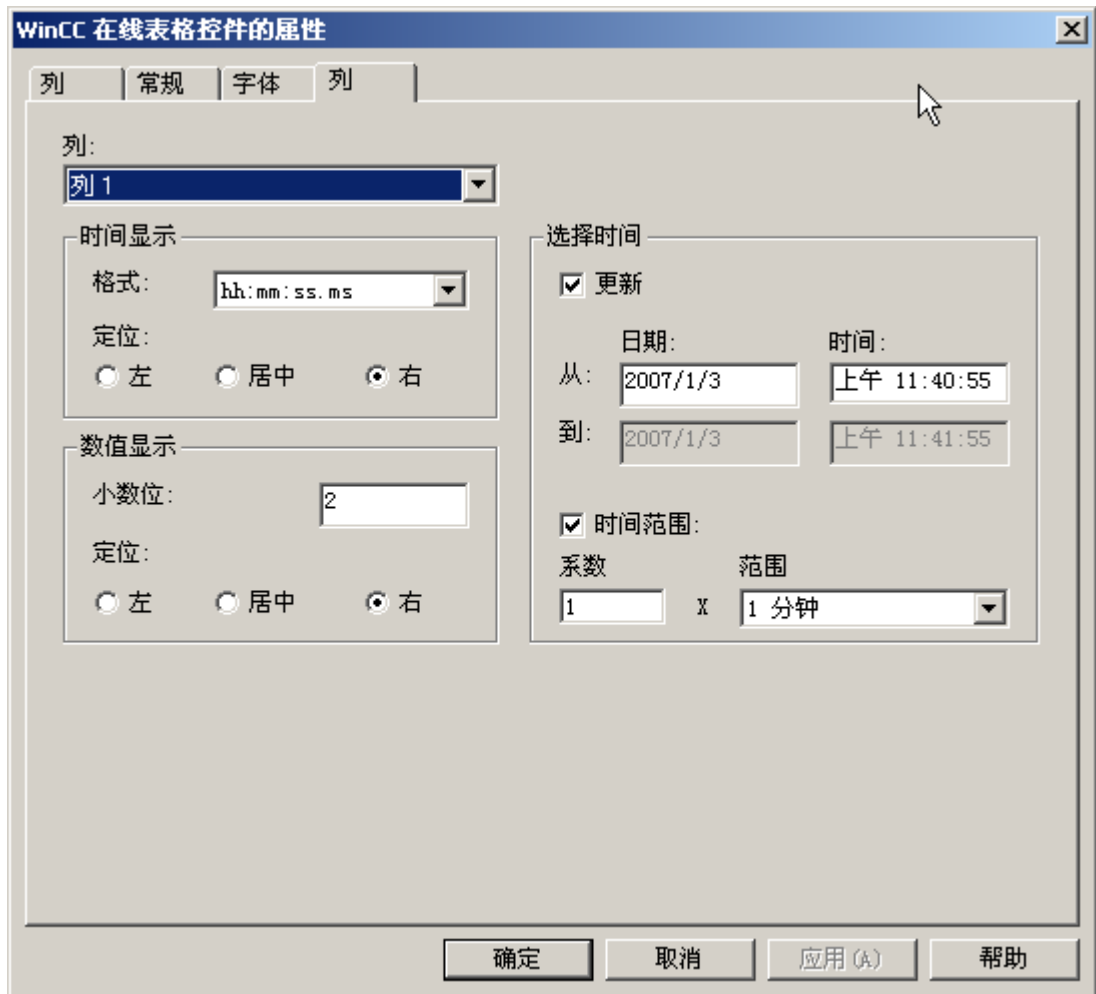 WinCC 在线表格控件的属性
列 常规 字体 列
列:
列 1
时间显示
格式: hh:mm:ss.ms
定位:
左 居中 右
数值显示
小数位: 2
定位:
左 居中 右
选择时间
更新
日期: 时间:
从: 2007/1/3 上午 11:40:55
到: 2007/1/3 上午 11:41:55
时间范围:
系数 范围
1 X 1 分钟
确定 取消 应用(A) 帮助